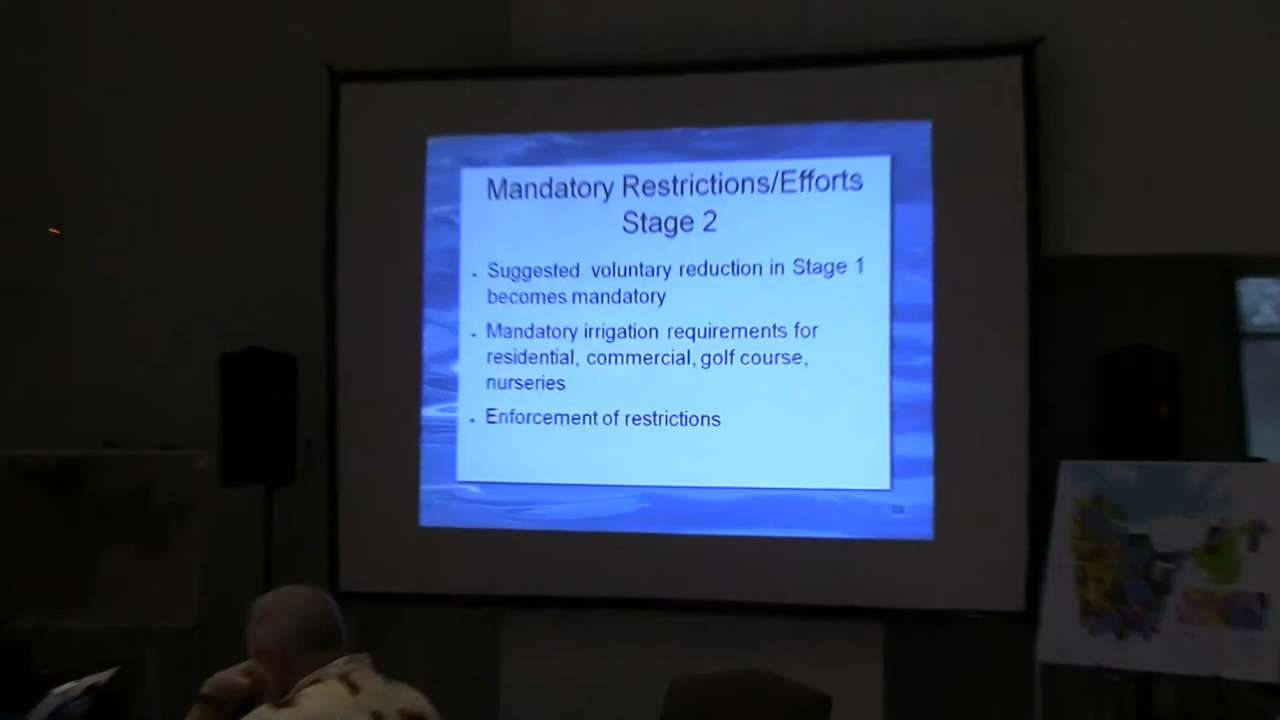 Mandatory Restrictions/Efforts
Stage 2
. Suggested voluntary reduction in Stage 1
becomes mandatory
. Mandatory irrigation requirements for
residential, commercial, golf course,
nurseries
. Enforcement of restrictions